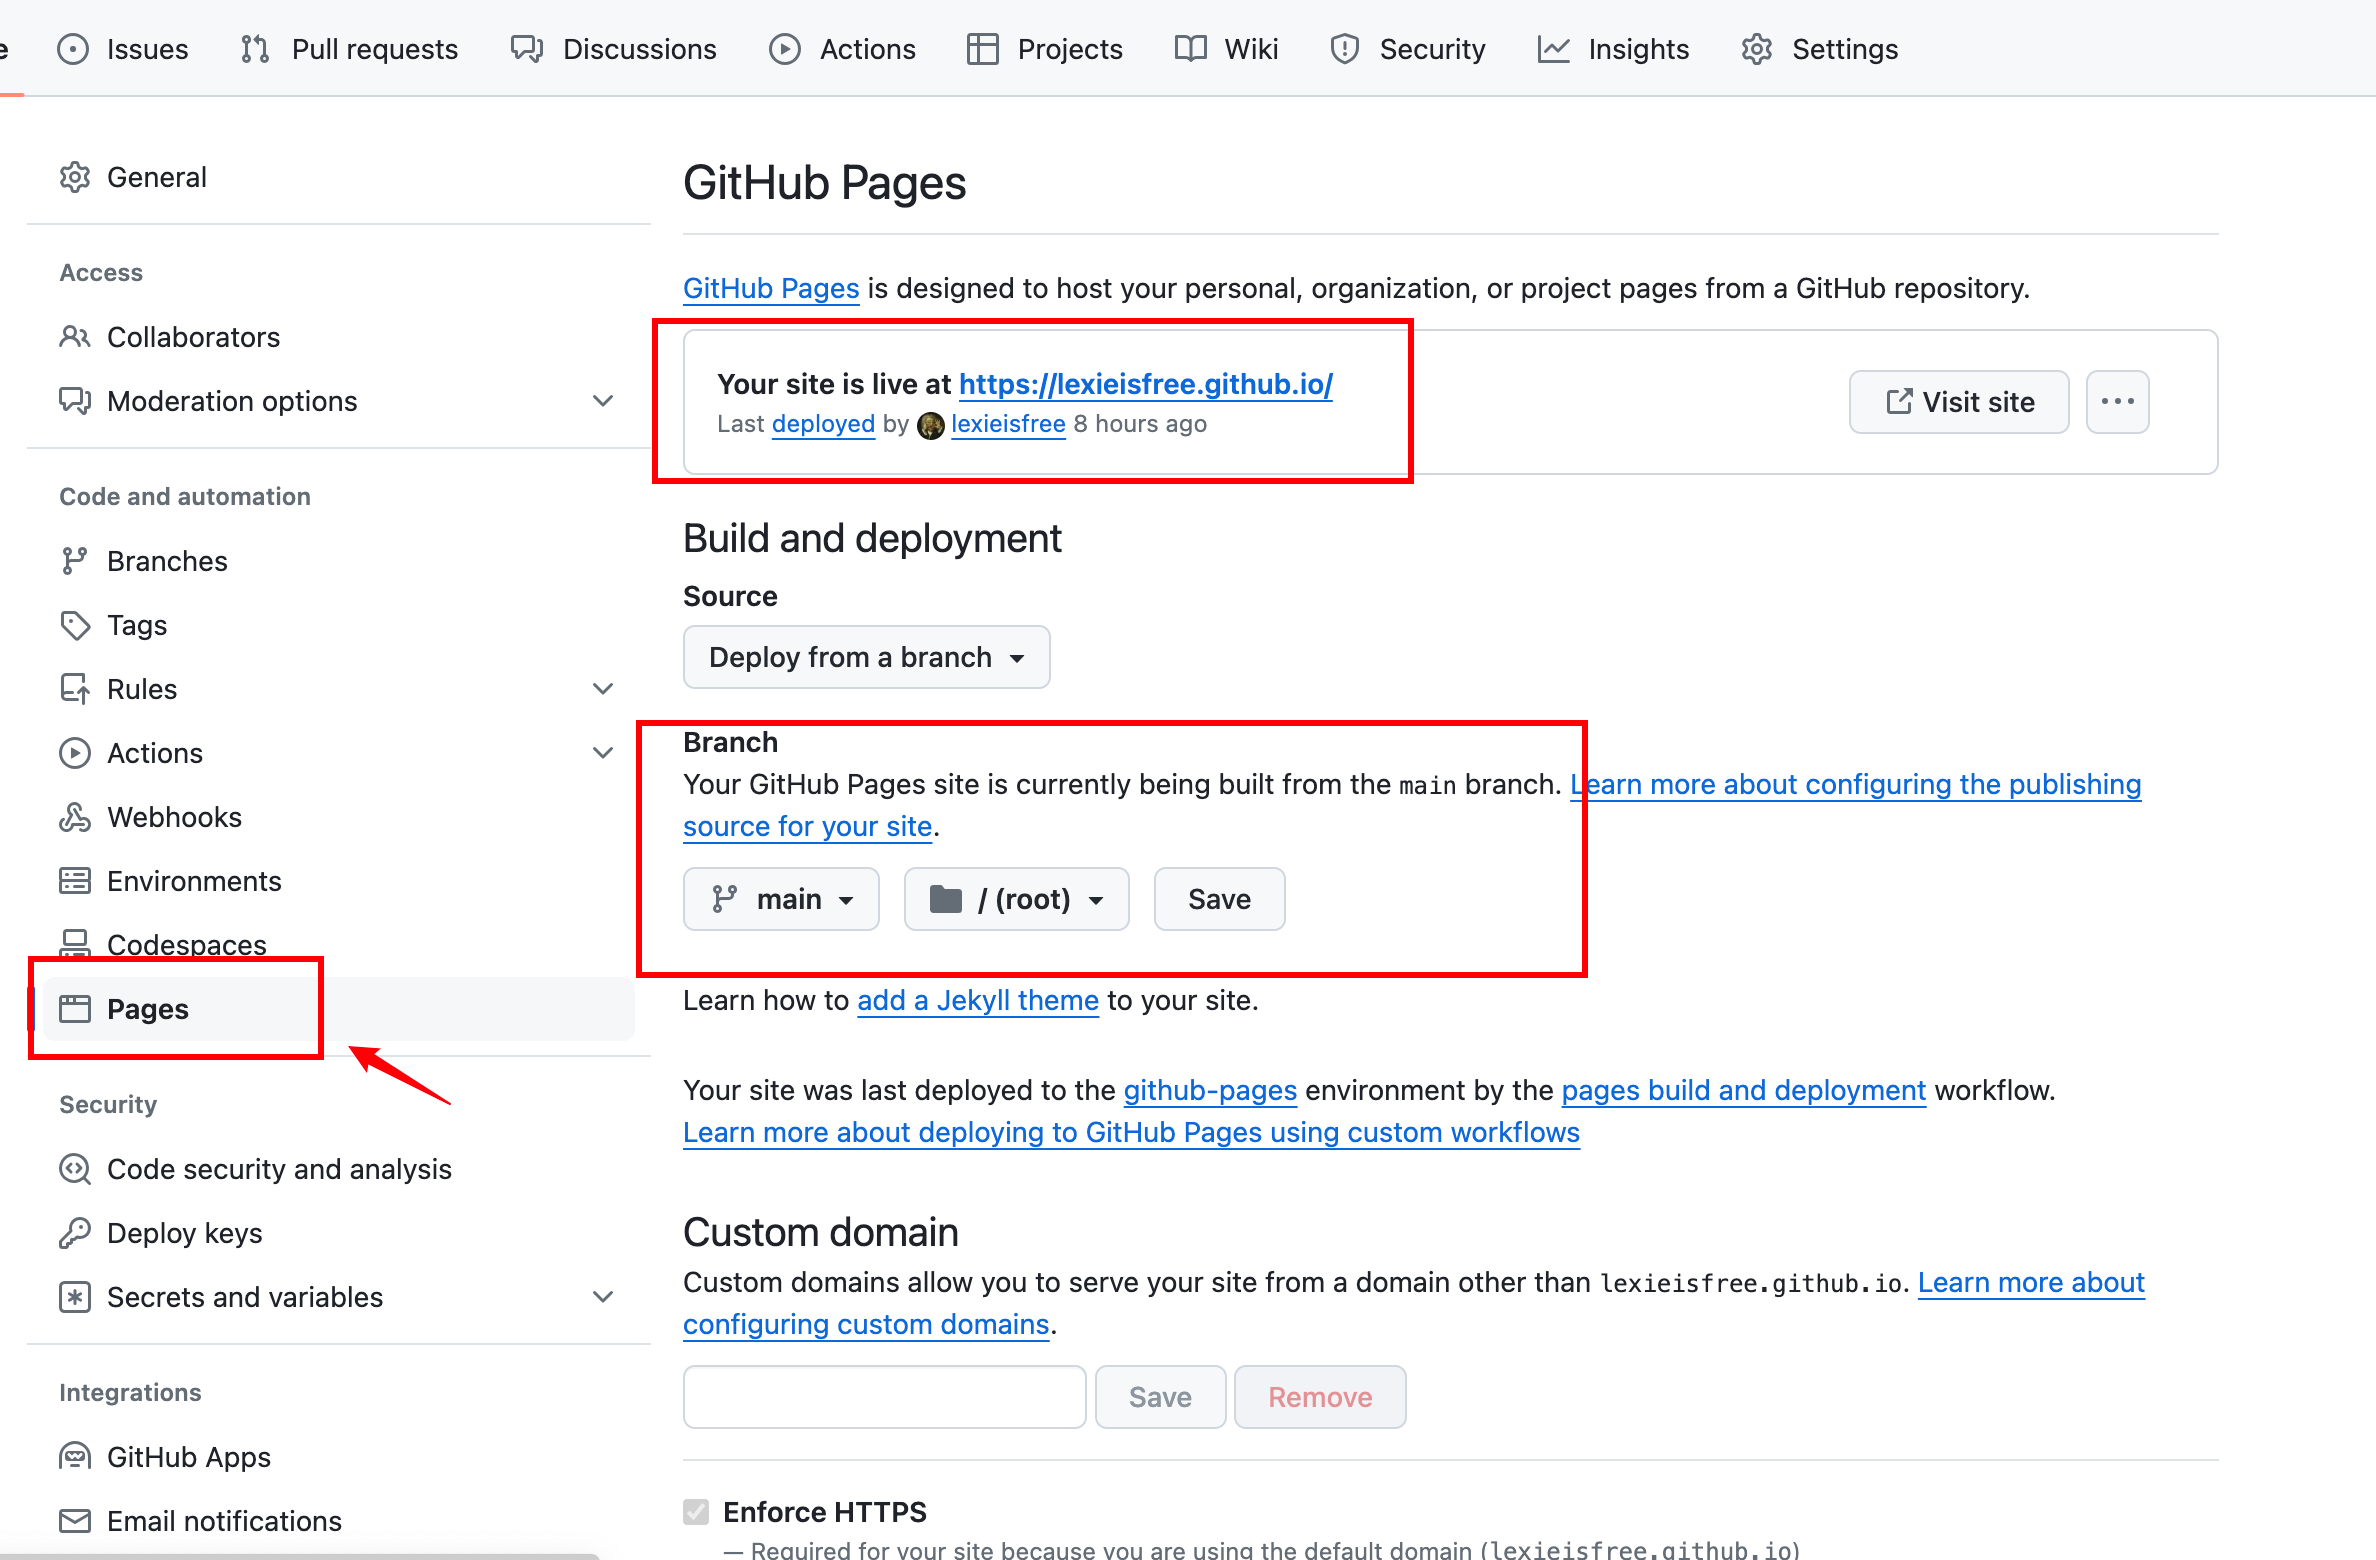 Issues Pull requests Discussions Actions Projects Wiki Security Insights Settings
General
Access
Collaborators
Moderation options
Code and automation
Branches
Tags
Rules
Actions
Webhooks
Environments
Codespaces
Pages
Security
Code security and analysis
Deploy keys
Secrets and variables
Integrations
GitHub Apps
Email notifications
GitHub Pages
GitHub Pages is designed to host your personal, organization, or project pages from a GitHub repository.
Your site is live at https://lexieisfree.github.io/
Last deployed by lexieisfree 8 hours ago
Visit site
Build and deployment
Source
Deploy from a branch
Branch
Your GitHub Pages site is currently being built from the main branch. Learn more about configuring the publishing
source for your site.
main / (root) Save
Learn how to add a Jekyll theme to your site.
Your site was last deployed to the github-pages environment by the pages build and deployment workflow.
Learn more about deploying to GitHub Pages using custom workflows
Custom domain
Custom domains allow you to serve your site from a domain other than lexieisfree.github.io. Learn more about
configuring custom domains.
Save Remove
Enforce HTTPS
— Required for your site because you are using the default domain (lexieisfree.github.io)